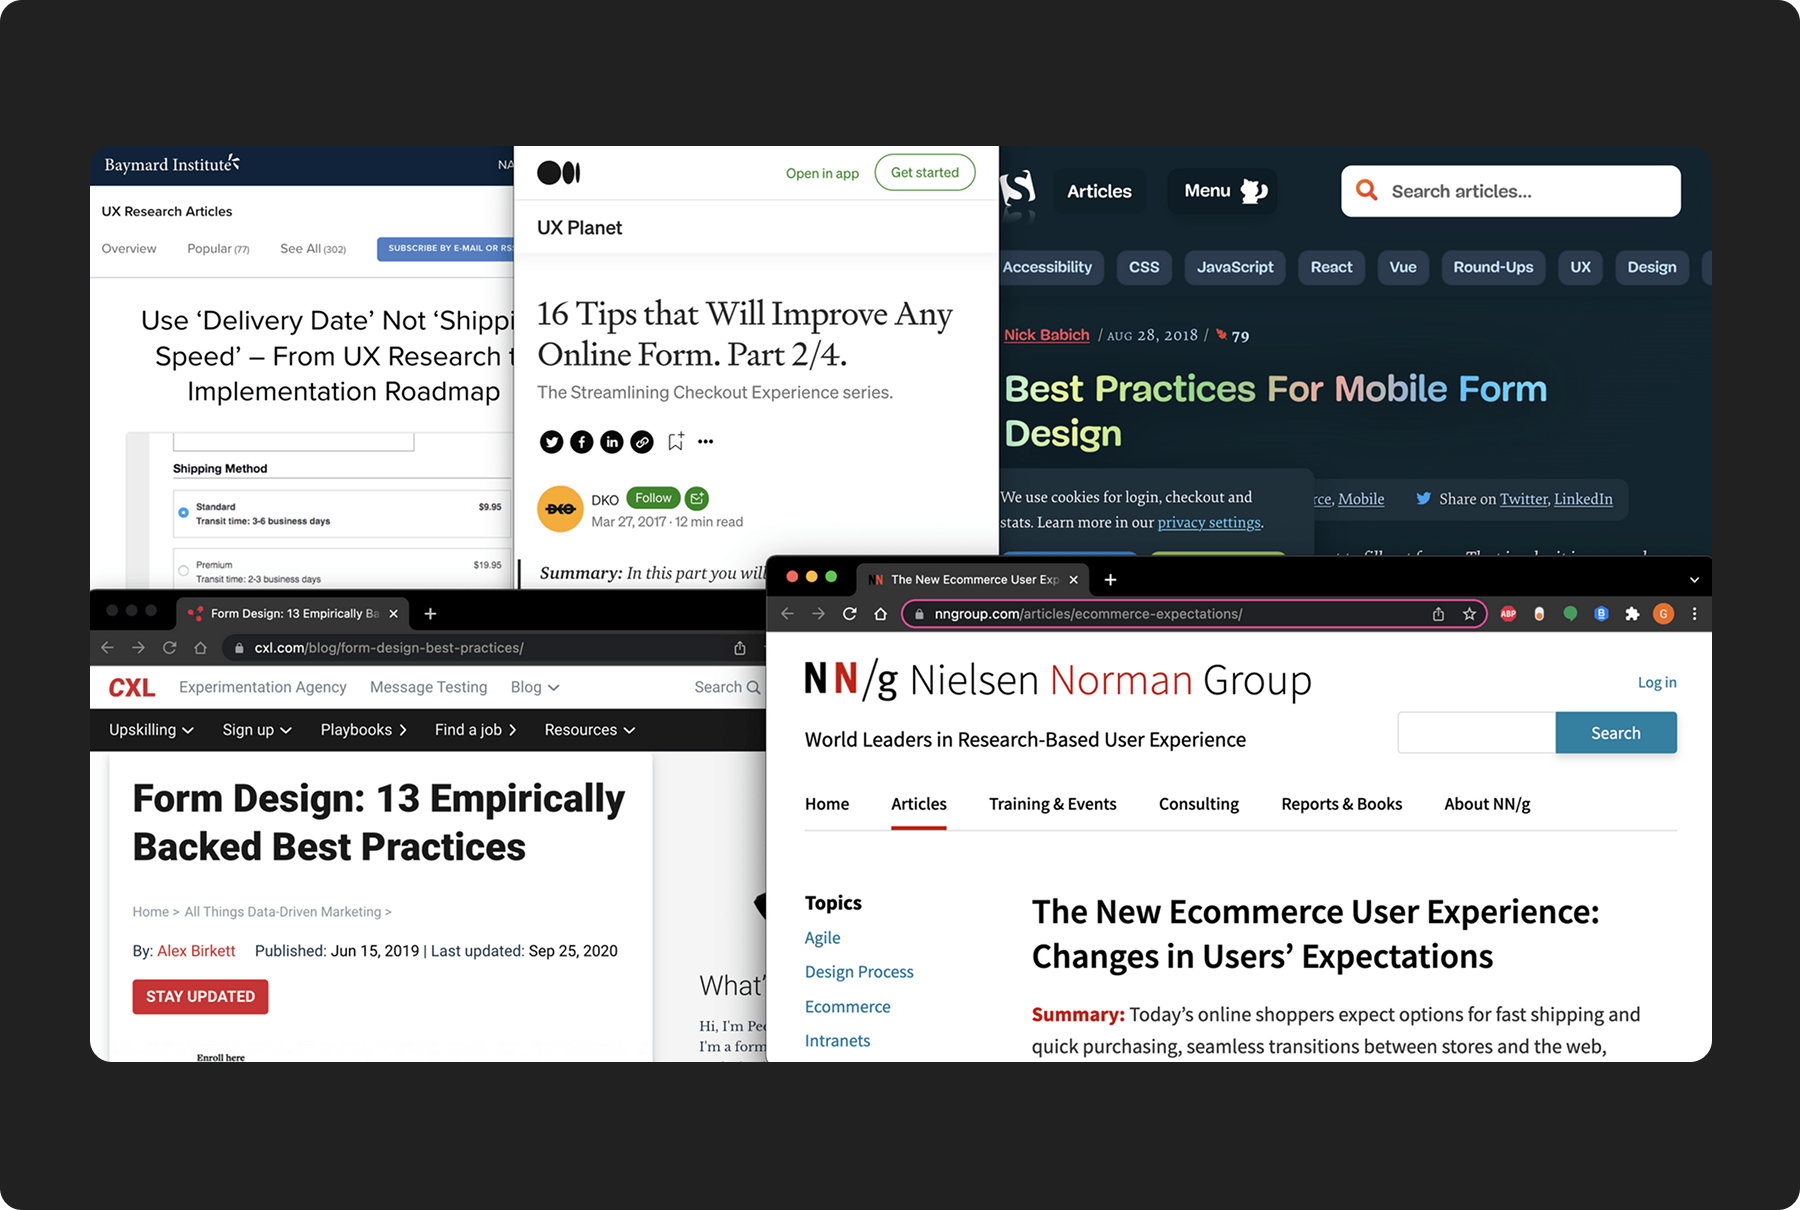 Baymard Institute
NA
UX Research Articles
Overview Popular (77) See All (302) SUBSCRIBE BY E-MAIL OR RS
Use ‘Delivery Date’ Not ‘Shippi
Speed’ – From UX Research t
Implementation Roadmap
Shipping Method
Standard $9.95
Transit time: 3-6 business days
Premium $19.95
Transit time: 2-3 business days
Open in app Get started
UX Planet
16 Tips that Will Improve Any
Online Form. Part 2/4.
The Streamlining Checkout Experience series.
DKO
DKO Follow
Mar 27, 2017 · 12 min read
Summary: In this part you will
Articles Menu Search articles...
Accessibility CSS JavaScript React Vue Round-Ups UX Design
Nick Babich / AUG 28, 2018 / 79
Best Practices For Mobile Form
Design
We use cookies for login, checkout and
stats. Learn more in our privacy settings.
rce, Mobile Share on Twitter, LinkedIn
Form Design: 13 Empirically Ba
cxl.com/blog/form-design-best-practices/
CXL Experimentation Agency Message Testing Blog Search
Upskilling Sign up Playbooks Find a job Resources
Form Design: 13 Empirically
Backed Best Practices
Home > All Things Data-Driven Marketing >
By: Alex Birkett Published: Jun 15, 2019 | Last updated: Sep 25, 2020
STAY UPDATED
Enroll here
What’
Hi, I'm Pee
I'm a form
NN The New Ecommerce User Exp
nngroup.com/articles/ecommerce-expectations/ ABP B G
NN/g Nielsen Norman Group
Log in
World Leaders in Research-Based User Experience
Search
Home Articles Training & Events Consulting Reports & Books About NN/g
Topics
Agile
Design Process
Ecommerce
Intranets
The New Ecommerce User Experience:
Changes in Users’ Expectations
Summary: Today’s online shoppers expect options for fast shipping and
quick purchasing, seamless transitions between stores and the web,